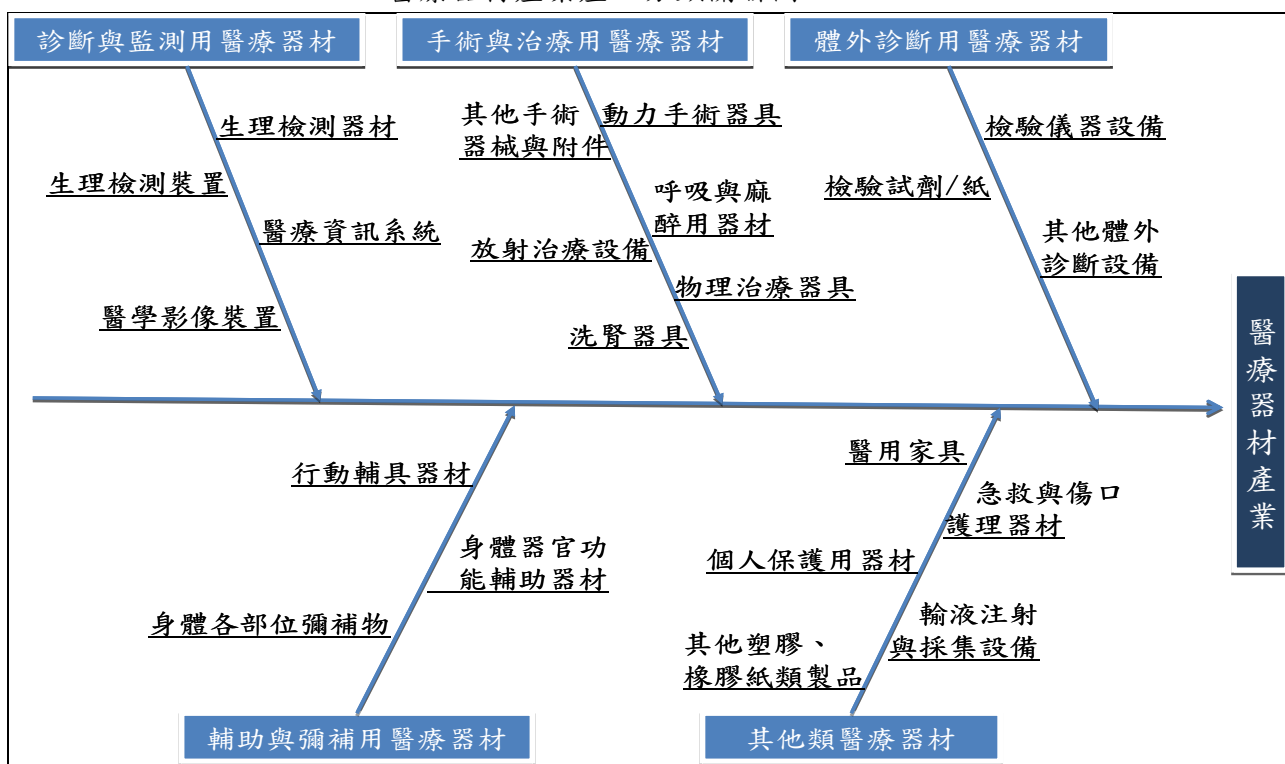 診斷與監測用醫療器材
手術與治療用醫療器材
體外診斷用醫療器材
生理檢測器材
生理檢測裝置
醫療資訊系統
醫學影像裝置
其他手術
器械與附件
動力手術器具
呼吸與麻
醉用器材
放射治療設備
物理治療器具
洗腎器具
檢驗儀器設備
檢驗試劑/紙
其他體外
診斷設備
醫療器材產業
行動輔具器材
身體器官功
能輔助器材
身體各部位彌補物
醫用家具
急救與傷口
護理器材
個人保護用器材
輸液注射
與採集設備
其他塑膠、
橡膠紙類製品
輔助與彌補用醫療器材
其他類醫療器材